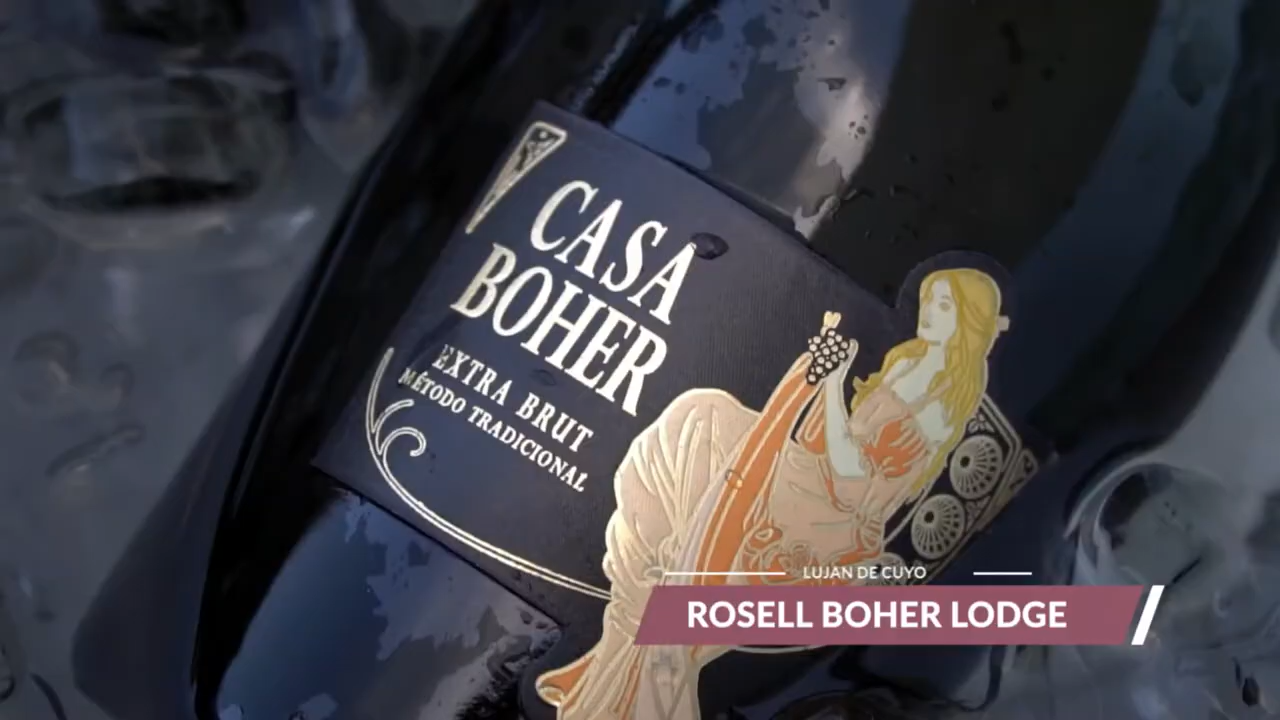 CASA
BOHER
EXTRA BRUT
MÉTODO TRADICIONAL
LUJAN DE CUYO
ROSELL BOHER LODGE